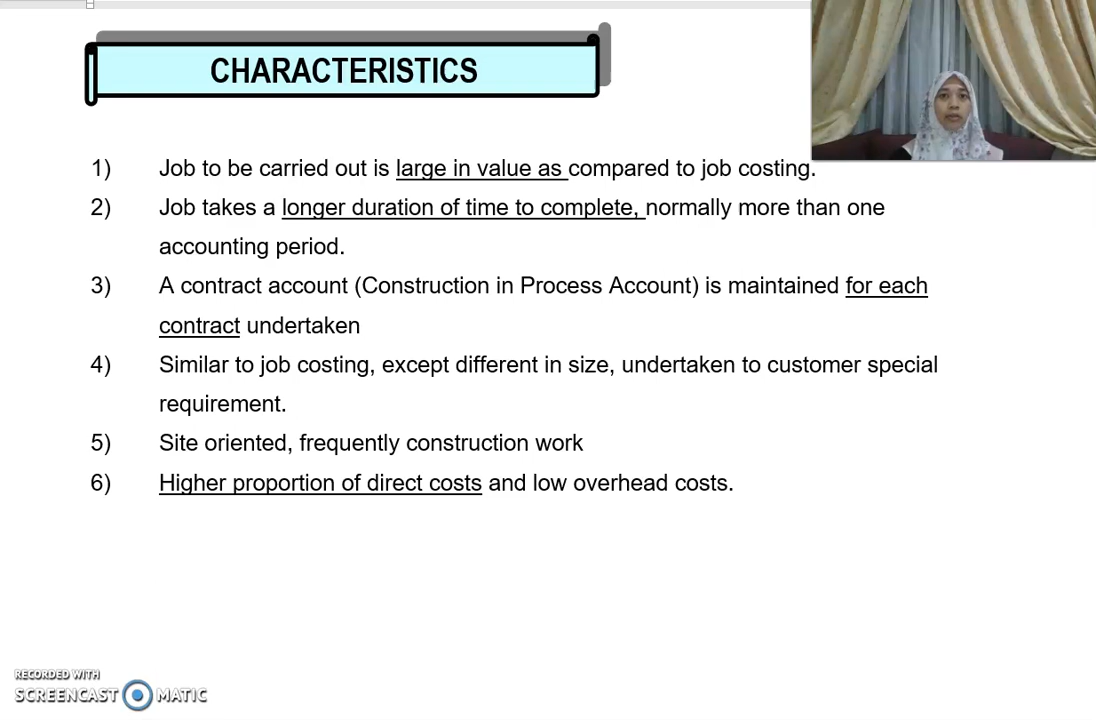 CHARACTERISTICS
1) Job to be carried out is large in value as compared to job costing.
2) Job takes a longer duration of time to complete, normally more than one
accounting period.
3) A contract account (Construction in Process Account) is maintained for each
contract undertaken
4) Similar to job costing, except different in size, undertaken to customer special
requirement.
5) Site oriented, frequently construction work
6) Higher proportion of direct costs and low overhead costs.
RECORDED WITH
SCREENCAST MATIC